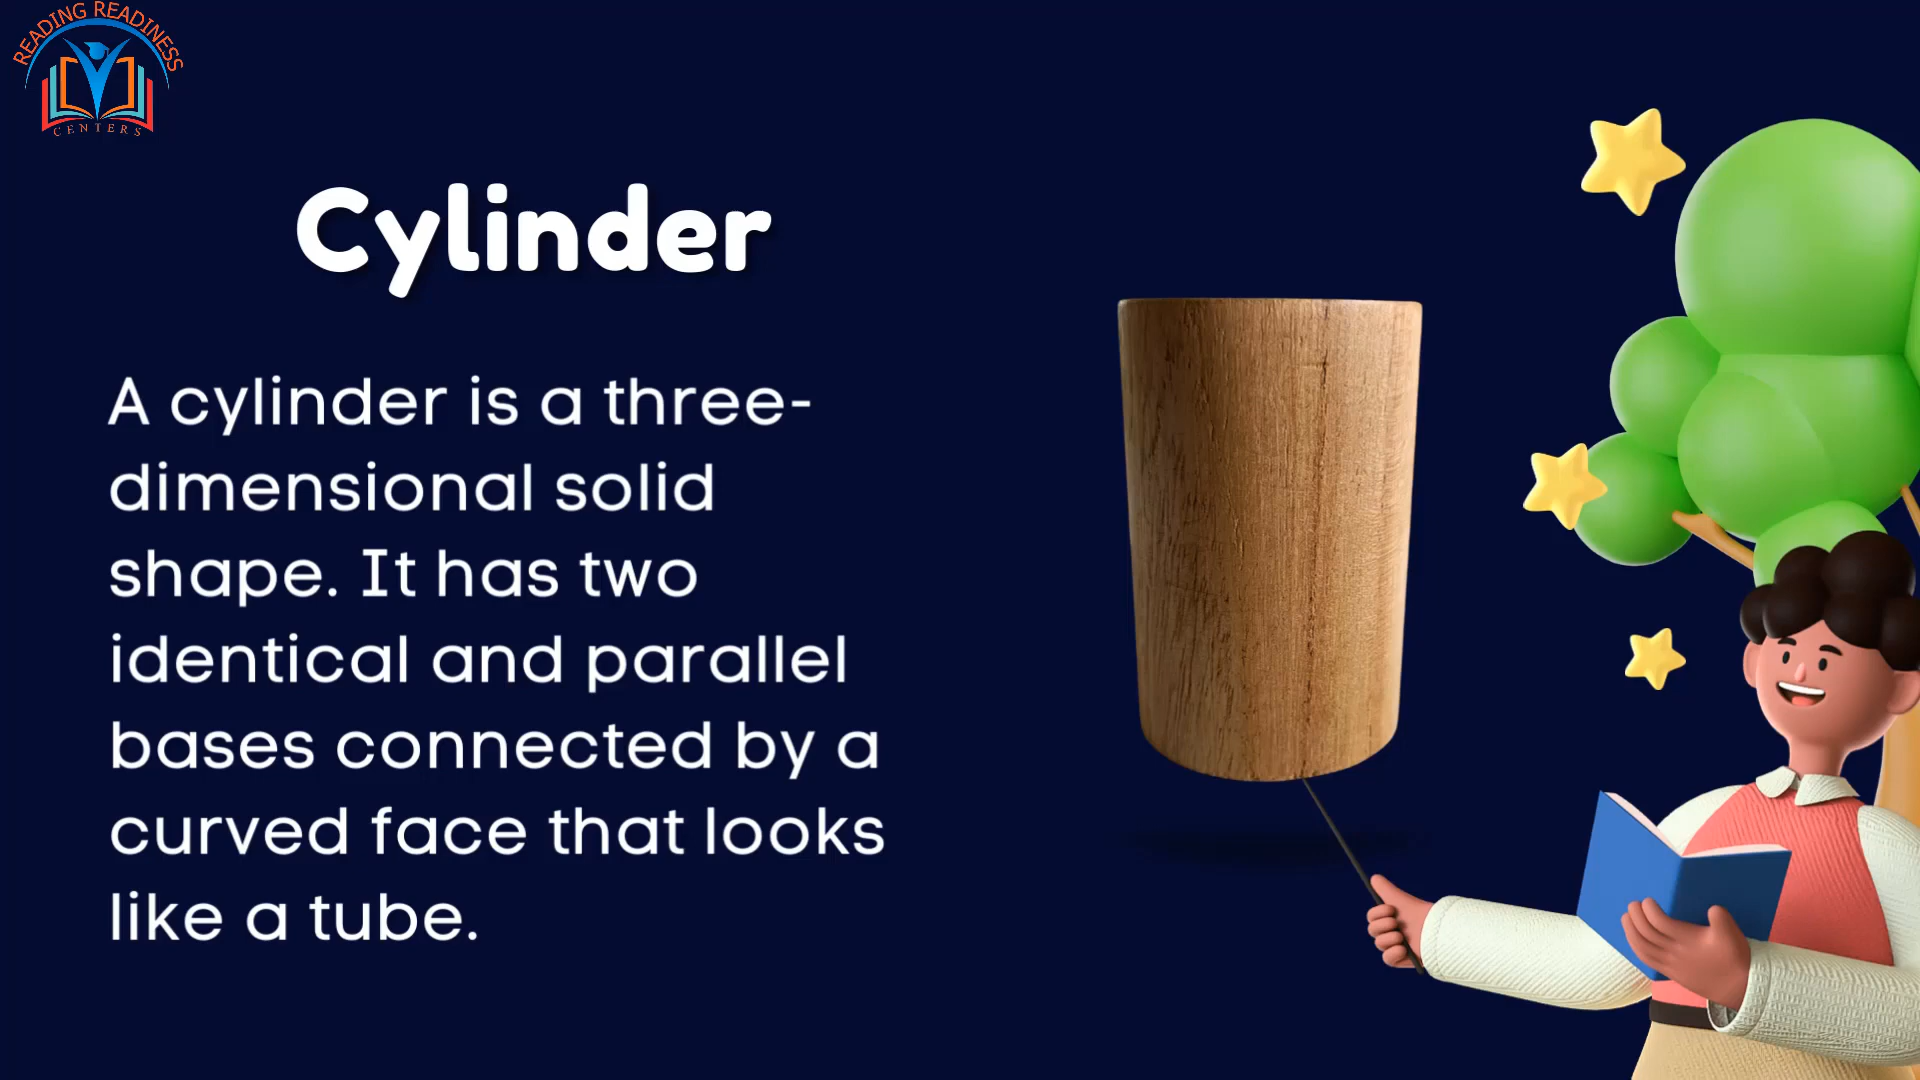 READING READINESS
CENTERS
Cylinder
A cylinder is a three-
dimensional solid
shape. It has two
identical and parallel
bases connected by a
curved face that looks
like a tube.